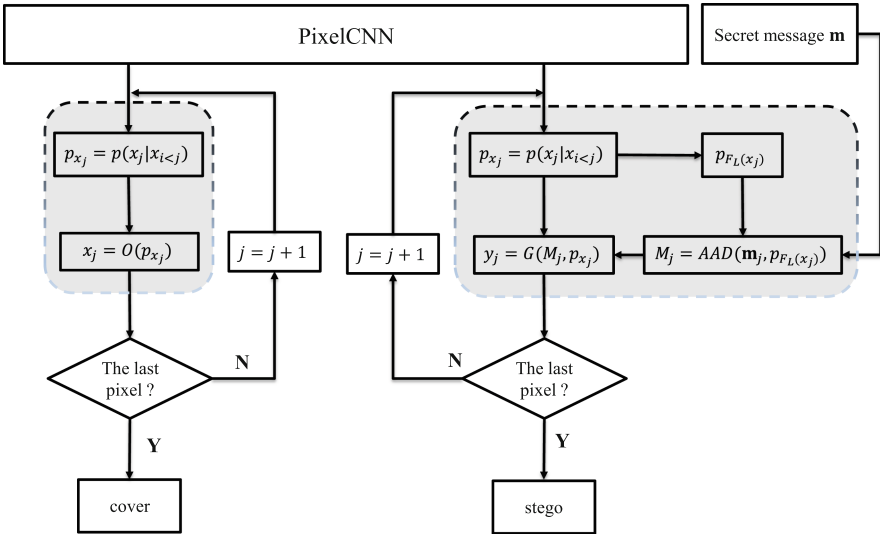 PixelCNN
Secret message m
p_{x_j} = p(x_j|x_{i<j})
x_j = O(p_{x_j})
j = j + 1
The last
pixel ?
N
Y
cover
p_{x_j} = p(x_j|x_{i<j})
p_{F_L(x_j)}
j = j + 1
y_j = G(M_j, p_{x_j})
M_j = AAD(m_j, p_{F_L(x_j)})
N
The last
pixel ?
Y
stego